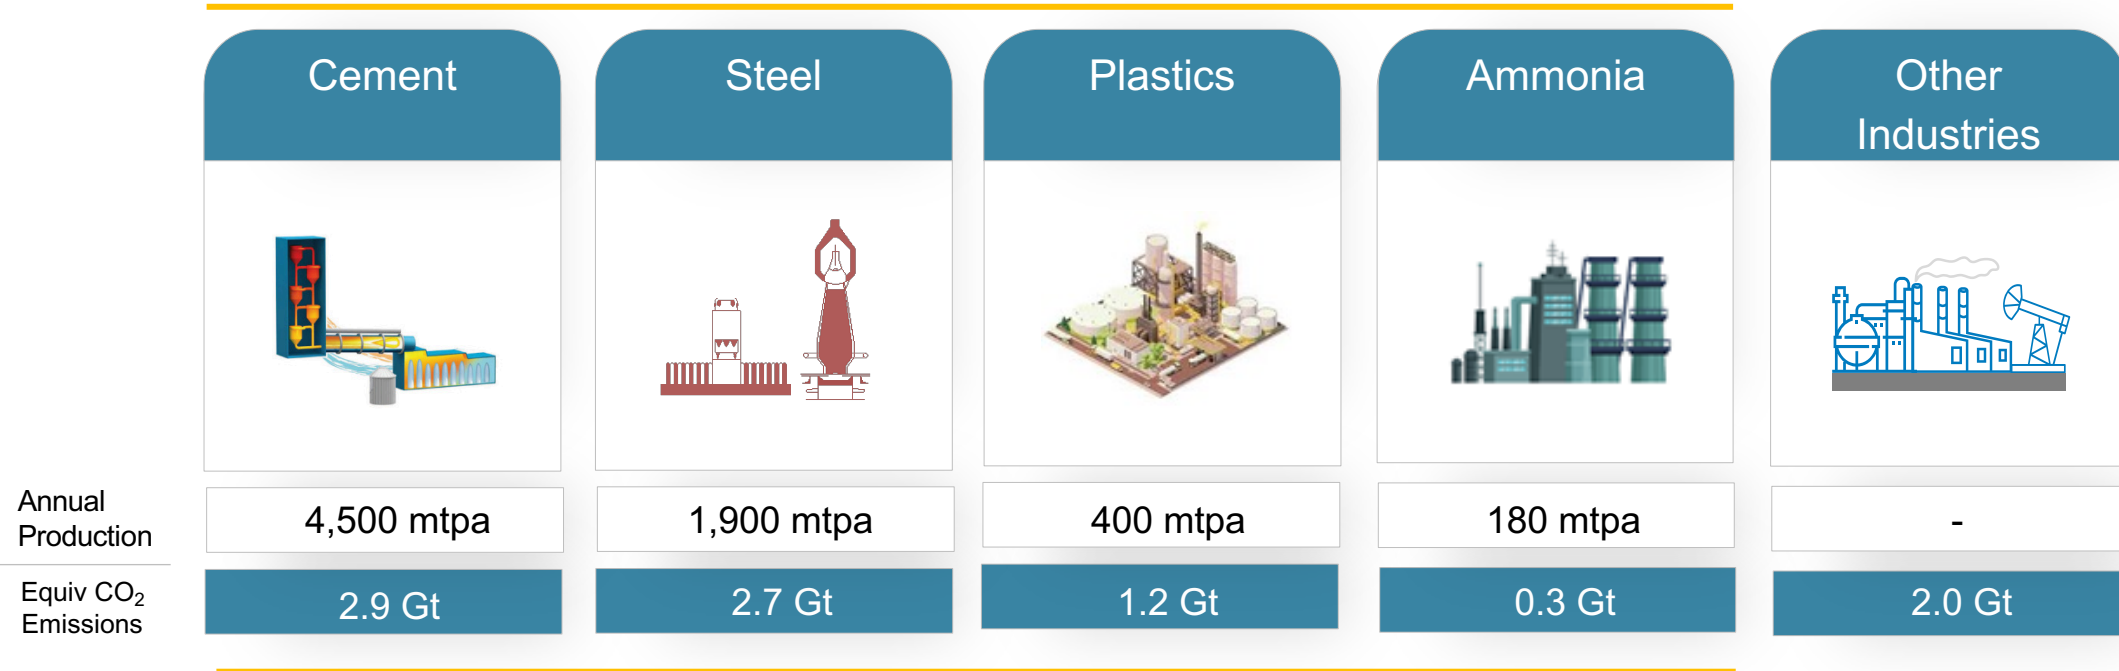 Cement
Steel
Plastics
Ammonia
Other
Industries
Annual
Production
4,500 mtpa
1,900 mtpa
400 mtpa
180 mtpa
-
Equiv CO₂
Emissions
2.9 Gt
2.7 Gt
1.2 Gt
0.3 Gt
2.0 Gt